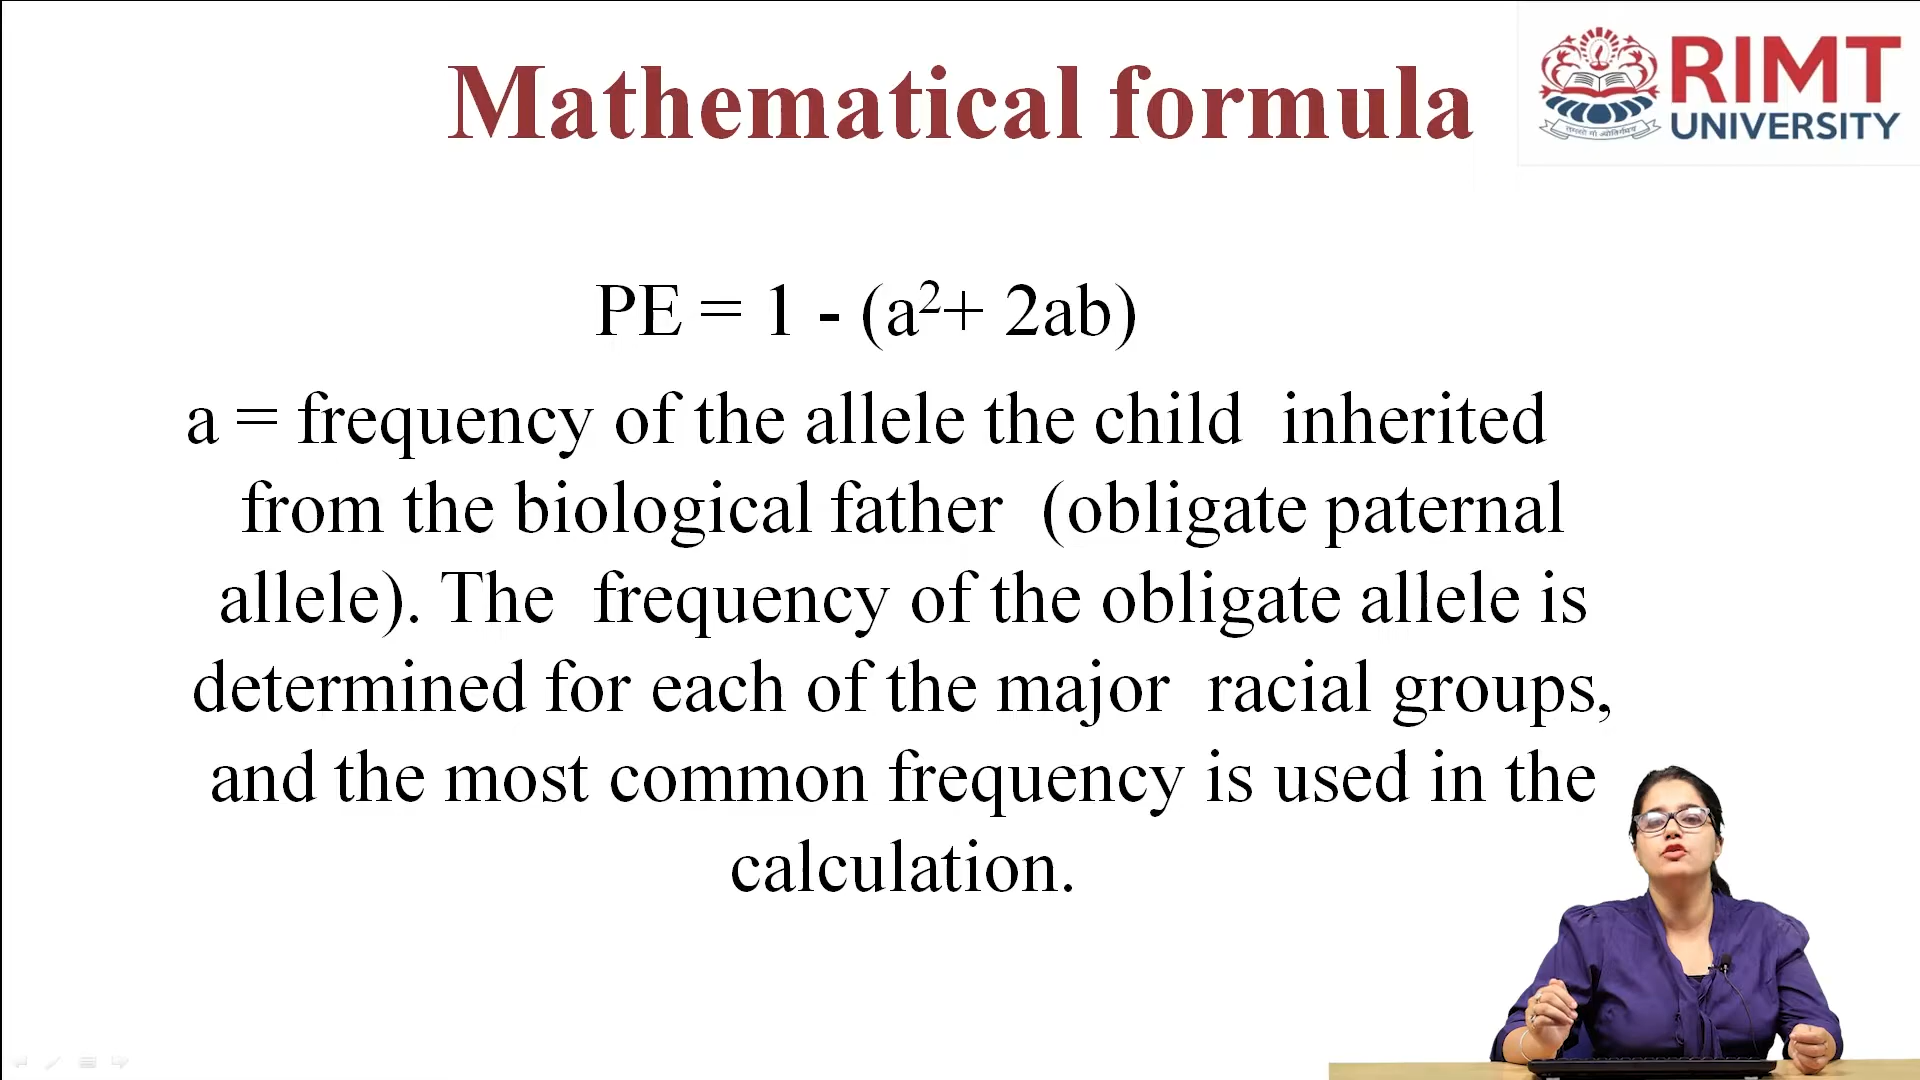 Mathematical formula
RIMT
UNIVERSITY
PE = 1 - (a²+ 2ab)
a = frequency of the allele the child inherited
from the biological father (obligate paternal
allele). The frequency of the obligate allele is
determined for each of the major racial groups,
and the most common frequency is used in the
calculation.